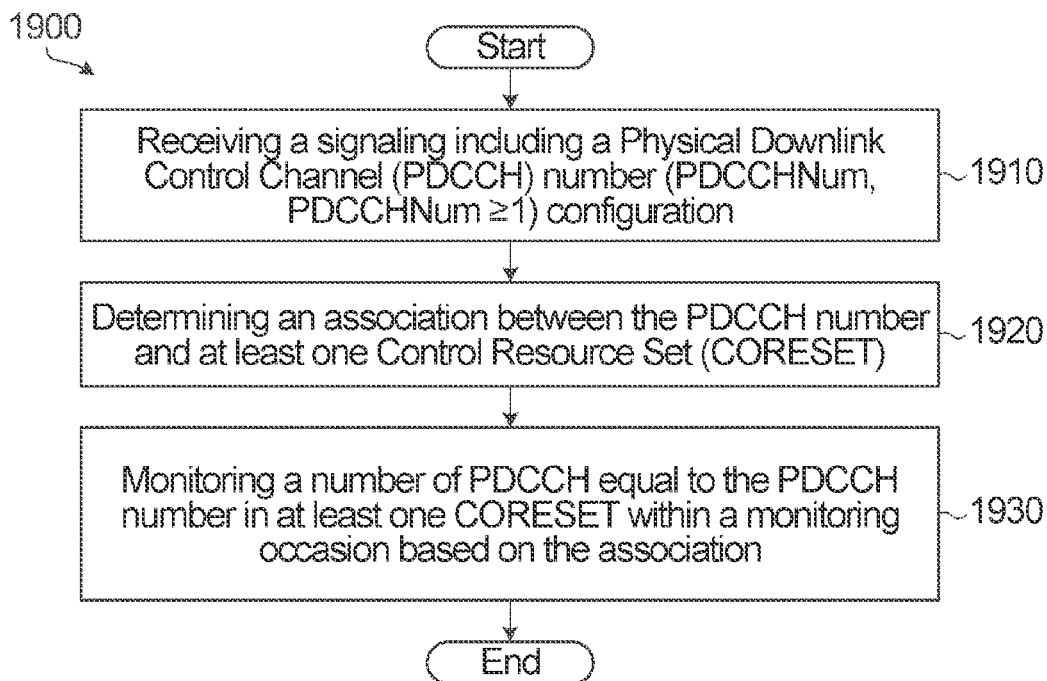 1900
Start
Receiving a signaling including a Physical Downlink
Control Channel (PDCCH) number (PDCCHNum,
PDCCHNum ≥1) configuration
1910
Determining an association between the PDCCH number
and at least one Control Resource Set (CORESET)
1920
Monitoring a number of PDCCH equal to the PDCCH
number in at least one CORESET within a monitoring
occasion based on the association
1930
End